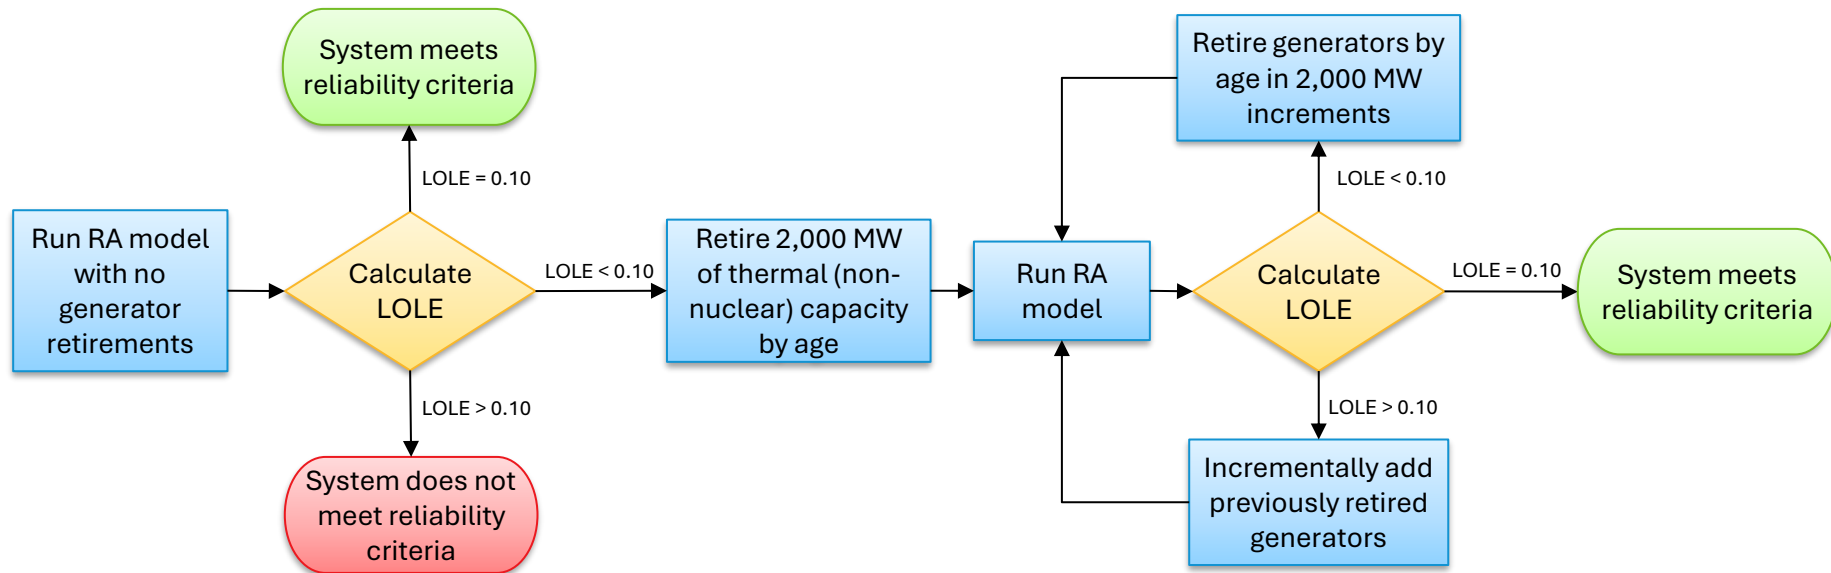 Run RA model
with no
generator
retirements
Calculate
LOLE
LOLE = 0.10
System meets
reliability criteria
LOLE > 0.10
System does not
meet reliability
criteria
LOLE < 0.10
Retire 2,000 MW
of thermal (non-
nuclear) capacity
by age
Run RA
model
Calculate
LOLE
LOLE < 0.10
Retire generators by
age in 2,000 MW
increments
LOLE > 0.10
Incrementally add
previously retired
generators
LOLE = 0.10
System meets
reliability criteria